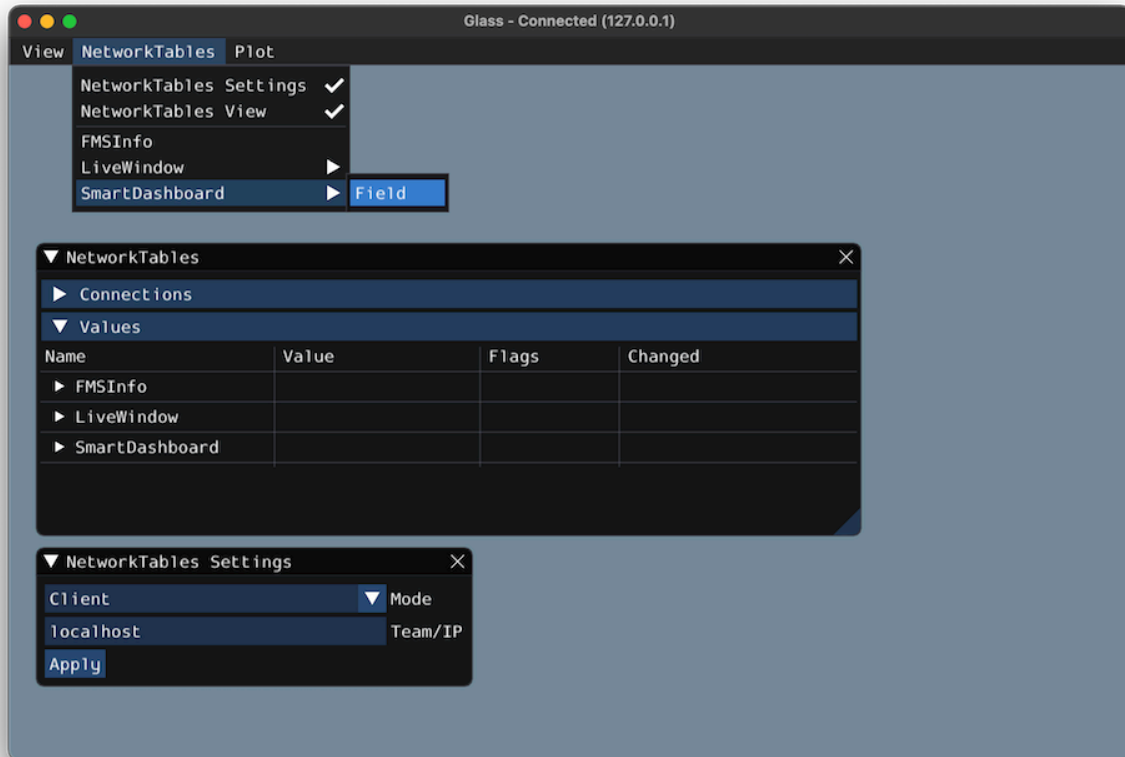 Glass - Connected (127.0.0.1)
View NetworkTables Plot
NetworkTables Settings
NetworkTables View
FMSInfo
LiveWindow
SmartDashboard Field
NetworkTables
Connections
Values
Name Value Flags Changed
FMSInfo
LiveWindow
SmartDashboard
NetworkTables Settings
Client Mode
localhost Team/IP
Apply